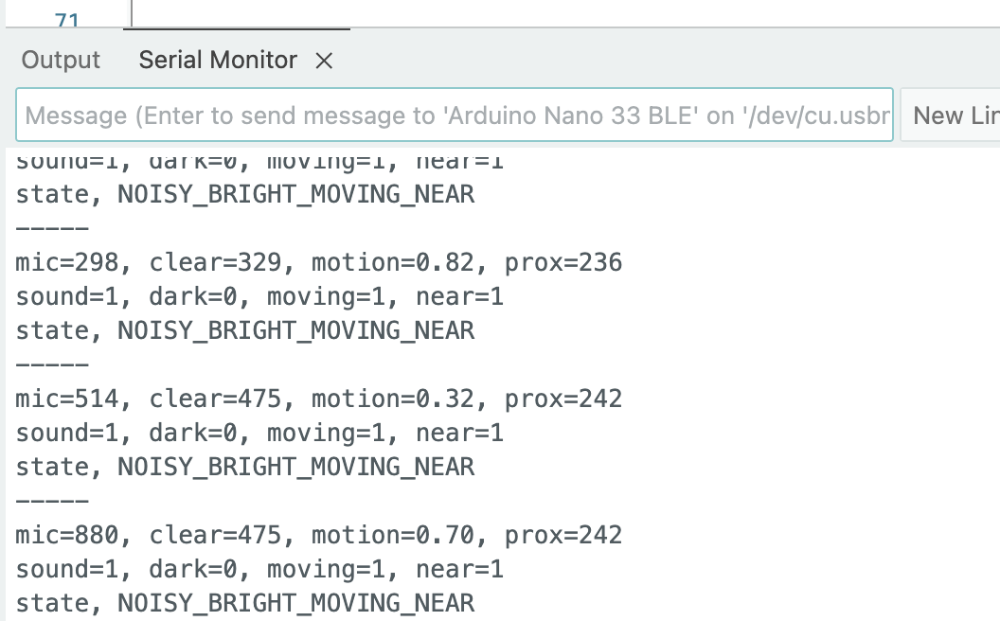 71
Output Serial Monitor ×
Message (Enter to send message to 'Arduino Nano 33 BLE' on '/dev/cu.usbm New Lin
sound=1, dark=0, moving=1, near=1
state, NOISY_BRIGHT_MOVING_NEAR
-----
mic=298, clear=329, motion=0.82, prox=236
sound=1, dark=0, moving=1, near=1
state, NOISY_BRIGHT_MOVING_NEAR
-----
mic=514, clear=475, motion=0.32, prox=242
sound=1, dark=0, moving=1, near=1
state, NOISY_BRIGHT_MOVING_NEAR
-----
mic=880, clear=475, motion=0.70, prox=242
sound=1, dark=0, moving=1, near=1
state, NOISY_BRIGHT_MOVING_NEAR